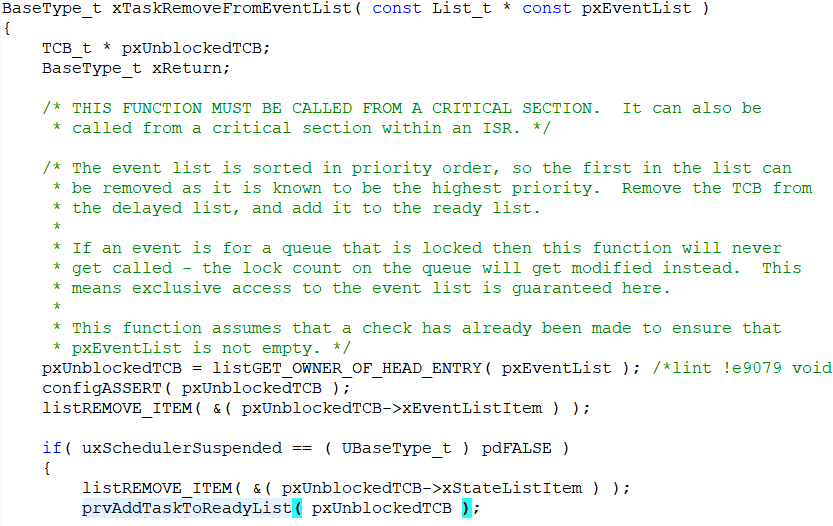 BaseType_t xTaskRemoveFromEventList( const List_t * const pxEventList )
{
    TCB_t * pxUnblockedTCB;
    BaseType_t xReturn;

    /* THIS FUNCTION MUST BE CALLED FROM A CRITICAL SECTION.  It can also be
     * called from a critical section within an ISR. */

    /* The event list is sorted in priority order, so the first in the list can
     * be removed as it is known to be the highest priority.  Remove the TCB from
     * the delayed list, and add it to the ready list.
     *
     * If an event is for a queue that is locked then this function will never
     * get called - the lock count on the queue will get modified instead.  This
     * means exclusive access to the event list is guaranteed here.
     *
     * This function assumes that a check has already been made to ensure that
     * pxEventList is not empty. */
    pxUnblockedTCB = listGET_OWNER_OF_HEAD_ENTRY( pxEventList ); /*lint !e9079 void
    configASSERT( pxUnblockedTCB );
    listREMOVE_ITEM( &( pxUnblockedTCB->xEventListItem ) );

    if( uxSchedulerSuspended == ( UBaseType_t ) pdFALSE )
    {
        listREMOVE_ITEM( &( pxUnblockedTCB->xStateListItem ) );
        prvAddTaskToReadyList( pxUnblockedTCB );